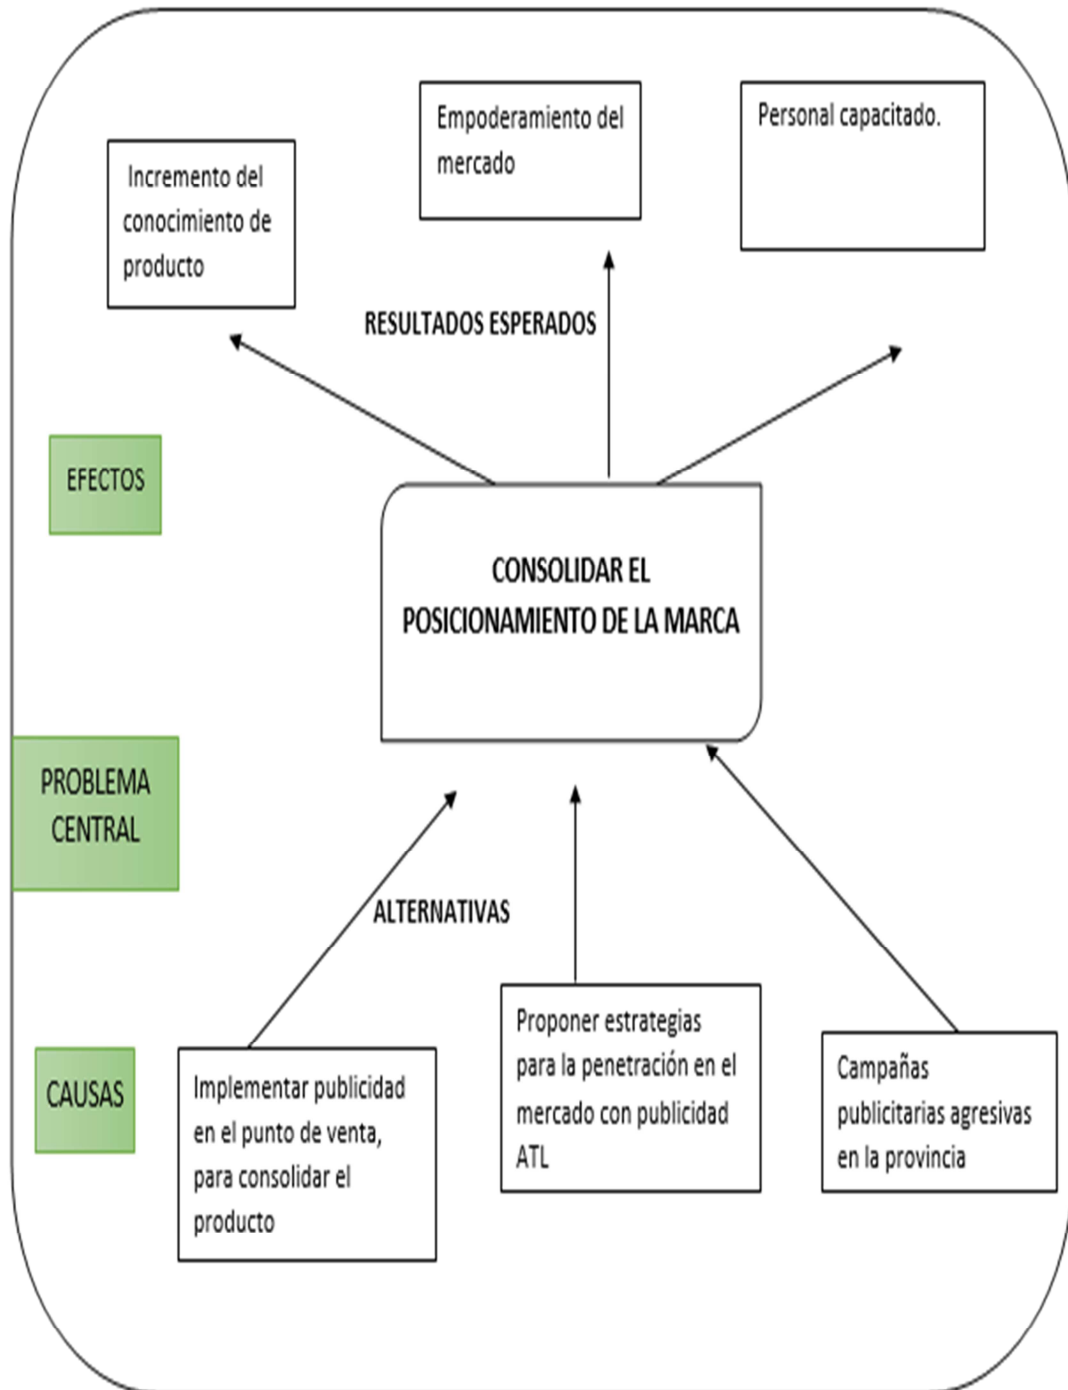 Empoderamiento del
mercado
Personal capacitado.
Incremento del
conocimiento de
producto
RESULTADOS ESPERADOS
EFECTOS
CONSOLIDAR EL
POSICIONAMIENTO DE LA MARCA
PROBLEMA
CENTRAL
ALTERNATIVAS
CAUSAS
Implementar publicidad
en el punto de venta,
para consolidar el
producto
Proponer estrategias
para la penetración en el
mercado con publicidad
ATL
Campañas
publicitarias agresivas
en la provincia